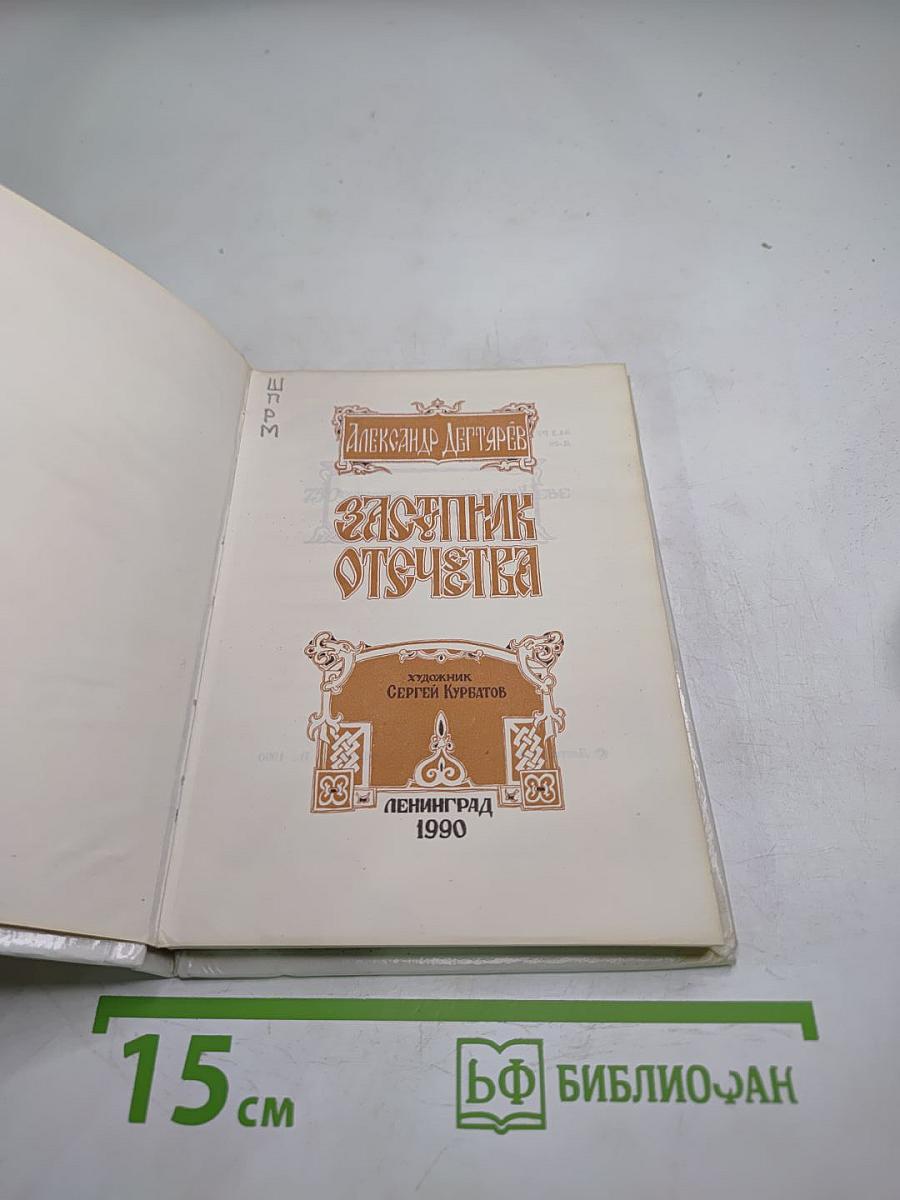 ШПРМ
АЛЕКСАНДР ДЕГТЯРЁВ
ЗАСТУПНИК
ОТЕЧЕСТВА
ХУДОЖНИК
СЕРГЕЙ КУРБАТОВ
ЛЕНИНГРАД
1990
15 см
БФ БИБЛИОФАН